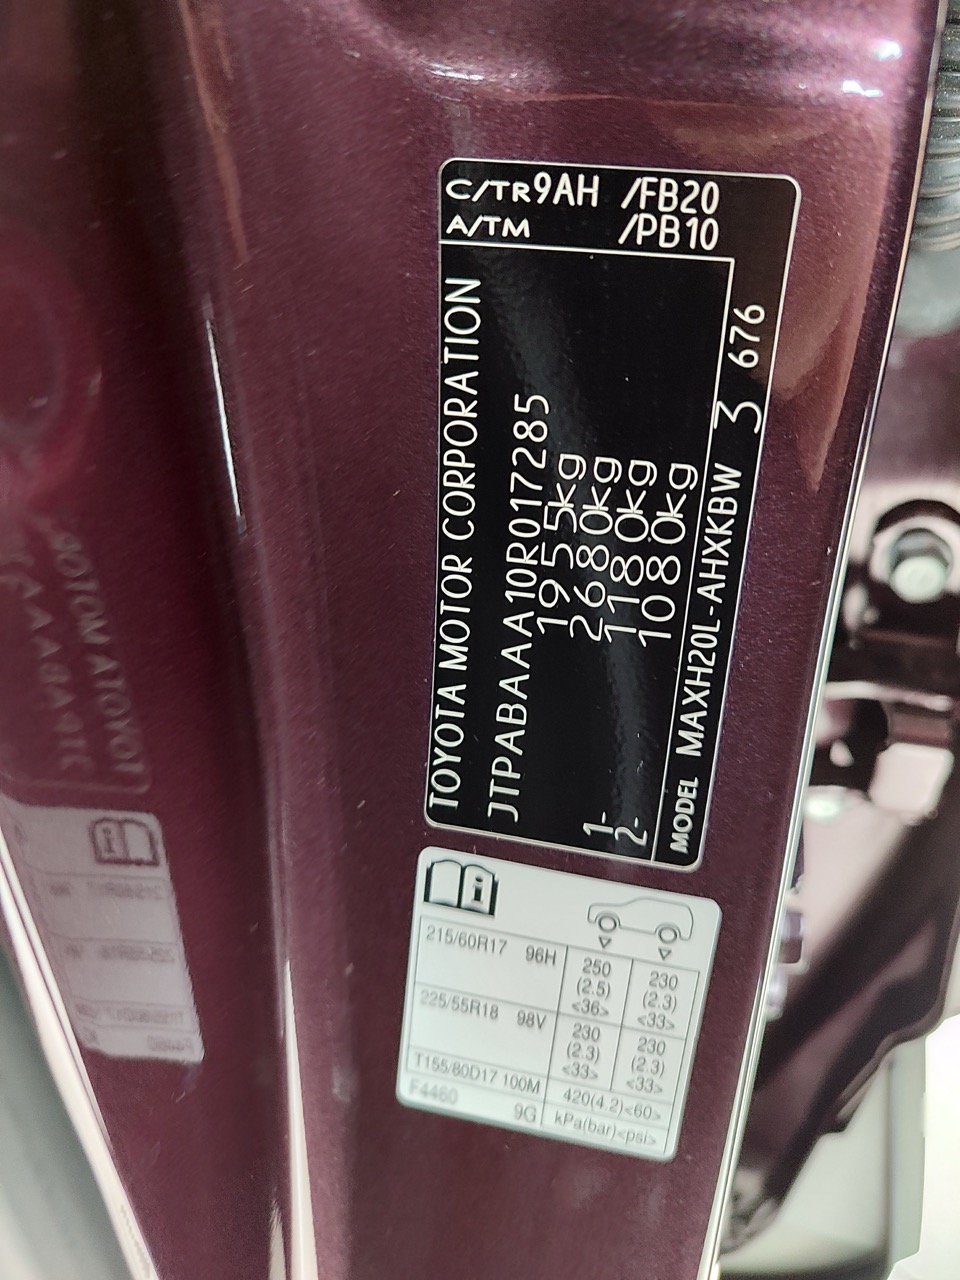 C/TR9AH /FB20
A/TM /PB10
TOYOTA MOTOR CORPORATION
JTPABAAA10R017285
1955kg
2680kg
1- 1180kg
2- 1080kg
MODEL MAXH20L-AHXKBW 3 676
i
215/60R17 96H 250 (2.5) <36> 230 (2.3) <33>
225/55R18 98V 230 (2.3) <33> 230 (2.3) <33>
T155/80D17 100M 420(4.2)<60>
F4460 9G kPa(bar)<psi>